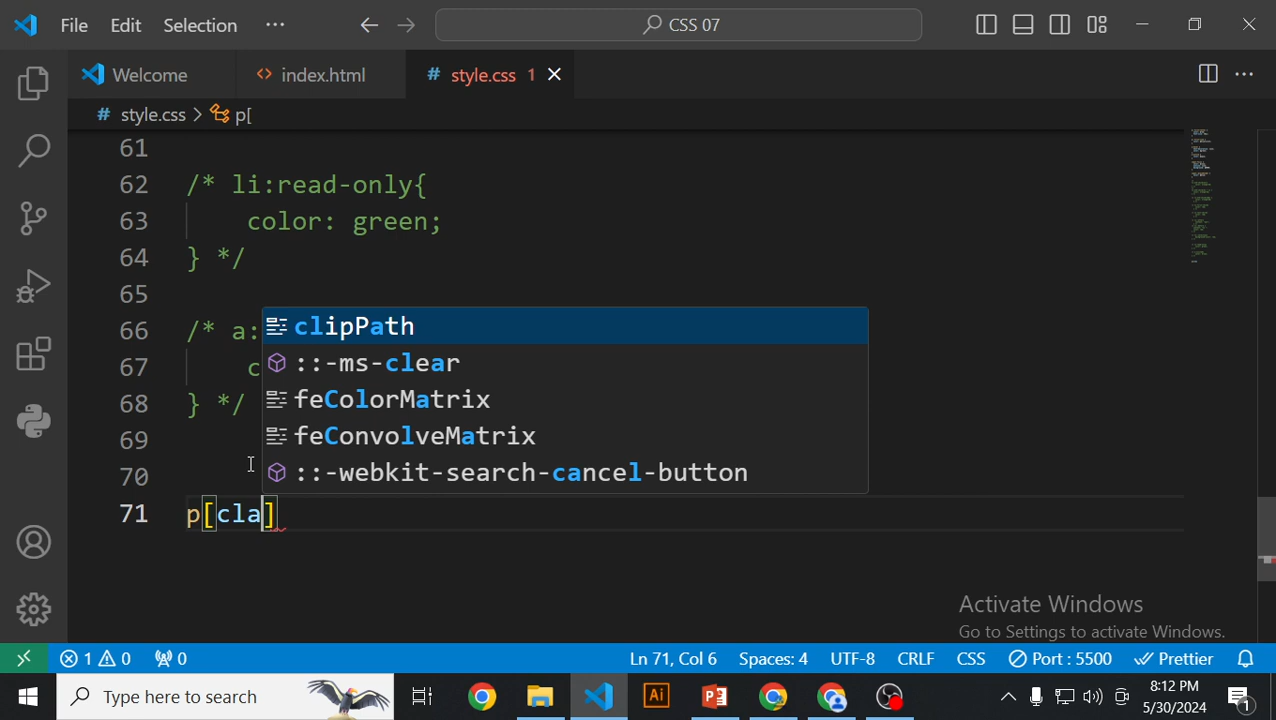 File Edit Selection ··· CSS 07
Welcome index.html style.css 1
# style.css > p[
61
62 /* li:read-only{
63 color: green;
64 } */
65
66 /* a:
67 c
68 } */
69
70
71 p[cla]
clipPath
::-ms-clear
feColorMatrix
feConvolveMatrix
::-webkit-search-cancel-button
Activate Windows
Go to Settings to activate Windows.
1 0 0 Ln 71, Col 6 Spaces: 4 UTF-8 CRLF CSS Port : 5500 Prettier
Type here to search
8:12 PM
5/30/2024
1